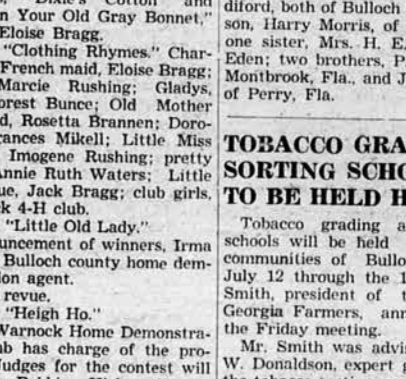 n Your Old Gray Bonnet,"
Eloise Bragg.
"Clothing Rhymes." Char-
French maid, Eloise Bragg;
Marcie Rushing; Gladys,
orest Bunce; Old Mother
d, Rosetta Brannen; Doro-
rances Mikell; Little Miss
Imogene Rushing; pretty
Annie Ruth Waters; Little
ue, Jack Bragg; club girls,
k 4-H club.
"Little Old Lady."
uncement of winners, Irma
Bulloch county home dem-
ion agent.
revue.
"Heigh Ho."
Warnock Home Demonstra-
ub has charge of the pro-
Judges for the contest will
diford, both of Bulloch
son, Harry Morris, of
one sister, Mrs. H. E.
Eden; two brothers, P.
Montbrook, Fla., and J
of Perry, Fla.
TOBACCO GRA
SORTING SCHO
TO BE HELD H
Tobacco grading a
schools will be held
communities of Bullo
July 12 through the 1
Smith, president of t
Georgia Farmers, ann
the Friday meeting.
Mr. Smith was advis
W. Donaldson, expert g